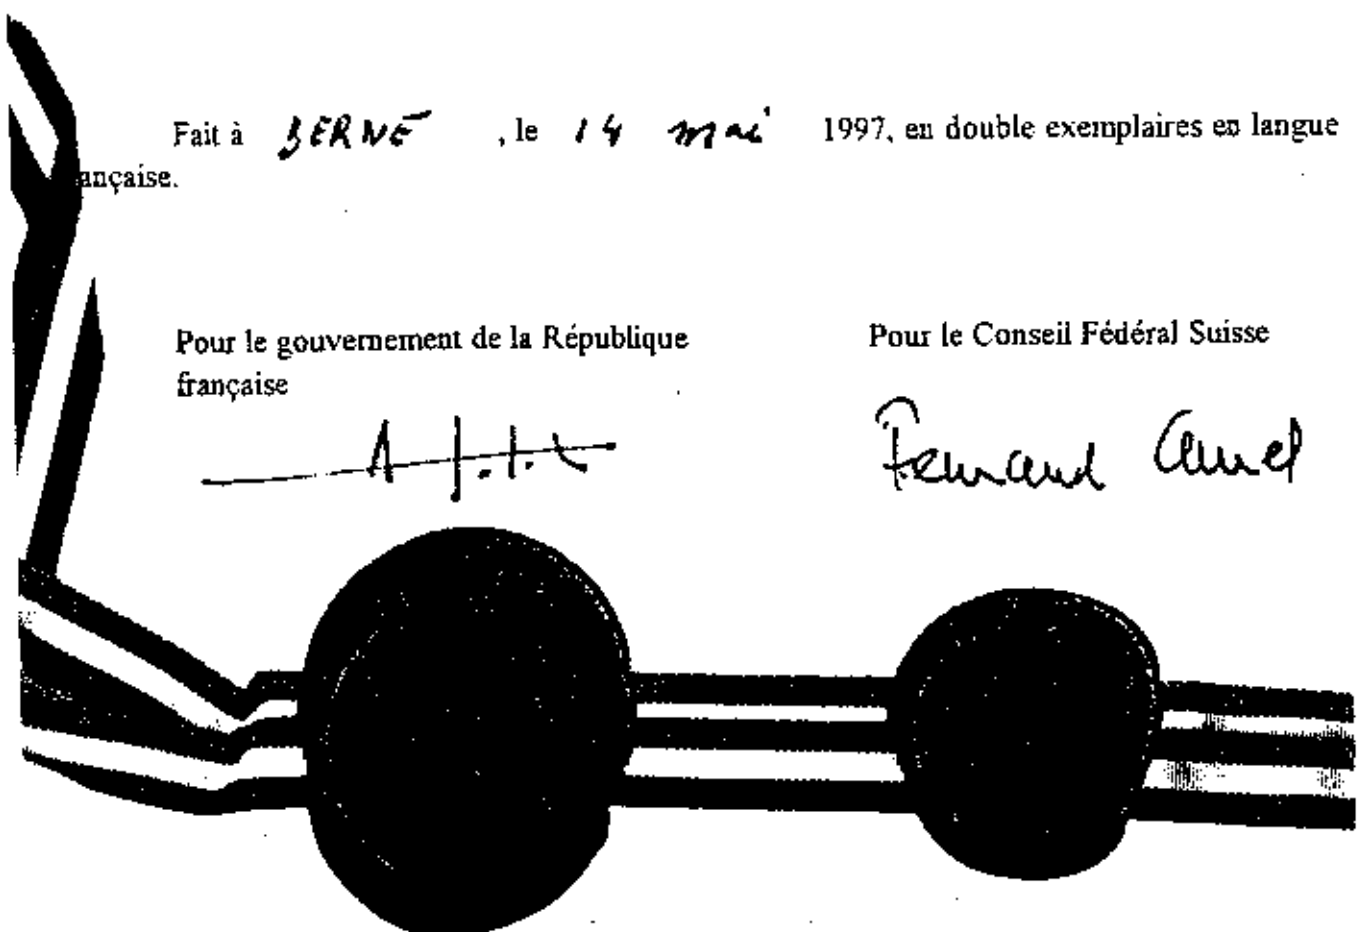 Fait à BERNE , le 14 mai 1997, en double exemplaires en langue
ançaise.
Pour le gouvernement de la République
française
Pour le Conseil Fédéral Suisse